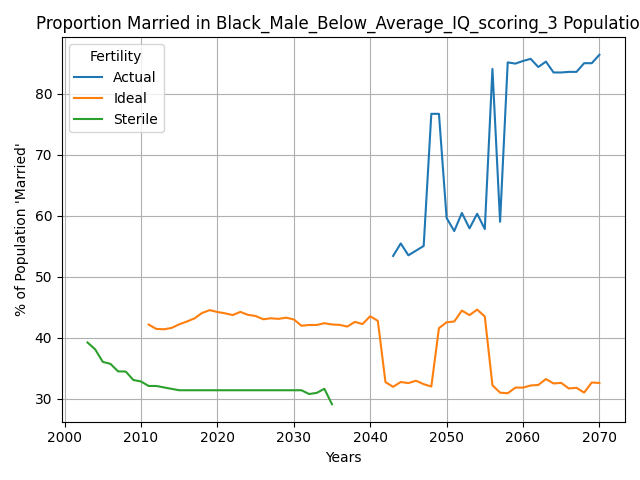 Proportion Married in Black_Male_Below_Average_IQ_scoring_3 Populatio
Fertility
Actual
Ideal
Sterile
% of Population 'Married'
80
70
60
50
40
30
2000 2010 2020 2030 2040 2050 2060 2070
Years